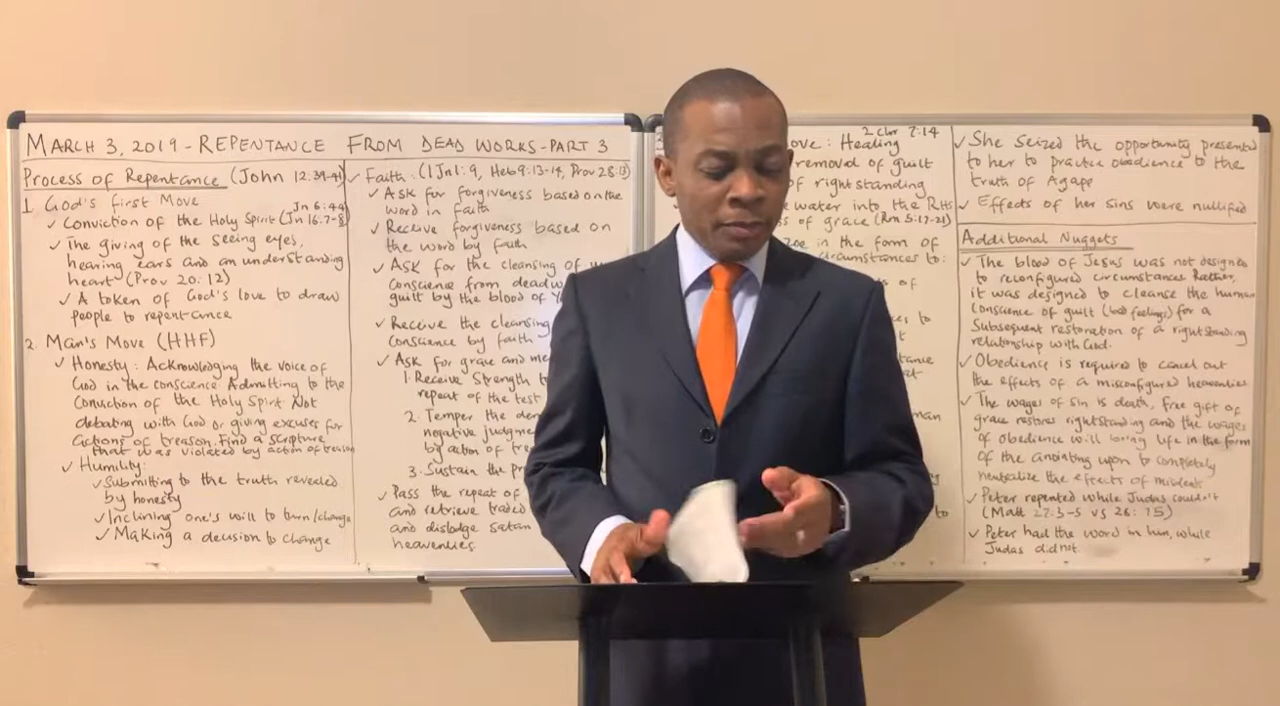 MARCH 3, 2019 - REPENTANCE FROM DEAD WORKS - PART 3
Process of Repentance (John 12:39-41)
1. God's first Move Jn 6:44
✓ Conviction of the Holy Spirit (Jn 16:7-8)
✓ The giving of the seeing eyes,
hearing ears and an understanding
heart (Prov 20:12)
✓ A token of God's love to draw
people to repentance
2. Man's Move (HHF)
✓ Honesty: Acknowledging the voice of
God in the conscience. Admitting to the
Conviction of the Holy Spirit. Not
debating with God or giving excuses for
actions of treason. Find a scripture
that was violated by action of treason
✓ Humility:
✓ Submitting to the truth revealed
by honesty
✓ Inclining one's will to turn/change
✓ Making a decision to change
✓ Faith: (1 Jn 1:9, Heb 9:13-14, Prov 28:13)
✓ Ask for forgiveness based on the
word in faith
✓ Receive forgiveness based on
the word by faith
✓ Ask for the cleansing of
Conscience from dead
guilt by the blood of
✓ Receive the cleansing
Conscience by faith
✓ Ask for grace and
1. Receive Strength
repeat of the test
2. Temper the
negative
by action of
3. Sustain the
✓ Pass the repeat of
and retrieve traded
and dislodge satan
heavenlies.
2 Chr 7:14
: Healing
removal of guilt
of rightstanding
water into the RHS
of grace (Rm 5:17-21)
in the form of
circumstances to:
of
to
man
to
✓ She seized the opportunity presented
to her to practice obedience to the
truth of Agape
✓ Effects of her sins were nullified
Additional Nuggets
✓ The blood of Jesus was not designed
to reconfigured circumstances. Rather,
it was designed to cleanse the human
Conscience of guilt (bad feelings) for a
Subsequent restoration of a rightstanding
relationship with God.
✓ Obedience is required to cancel out
the effects of a misconfigured heavenlies
✓ The wages of sin is death, free gift of
grace restores rightstanding and the wages
of obedience will bring life in the form
of the anointing upon to completely
neutralize the effects of
✓ Peter repented while Judas couldn't
(Matt 27:3-5 vs 26:75)
✓ Peter had the word in him, while
Judas did not.